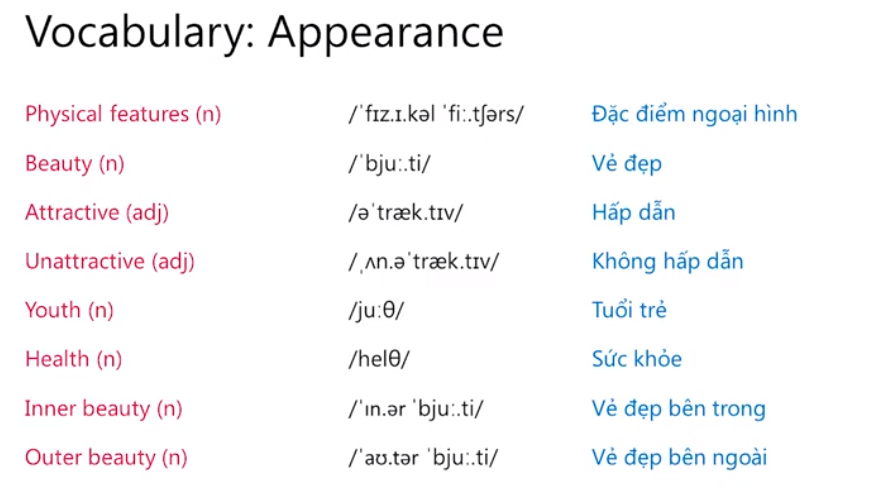 Vocabulary: Appearance
Physical features (n) /ˈfɪz.ɪ.kəl ˈfiː.tʃərs/ Đặc điểm ngoại hình
Beauty (n) /ˈbjuː.ti/ Vẻ đẹp
Attractive (adj) /əˈtræk.tɪv/ Hấp dẫn
Unattractive (adj) /ˌʌn.əˈtræk.tɪv/ Không hấp dẫn
Youth (n) /juːθ/ Tuổi trẻ
Health (n) /helθ/ Sức khỏe
Inner beauty (n) /ˈɪn.ər ˈbjuː.ti/ Vẻ đẹp bên trong
Outer beauty (n) /ˈaʊ.tər ˈbjuː.ti/ Vẻ đẹp bên ngoài